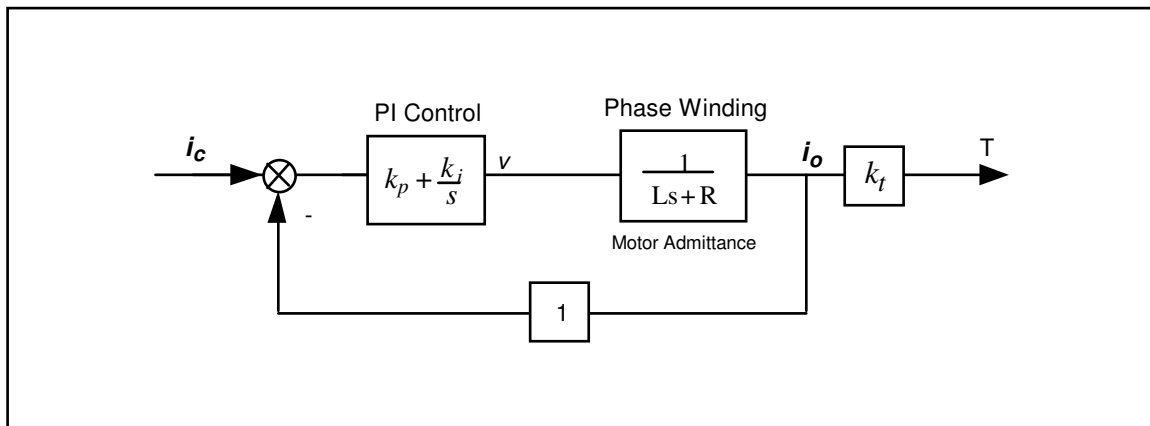 PI Control
Phase Winding
i_c
k_p + k_i/s
v
1/(Ls+R)
i_o
k_t
T
-
Motor Admittance
1